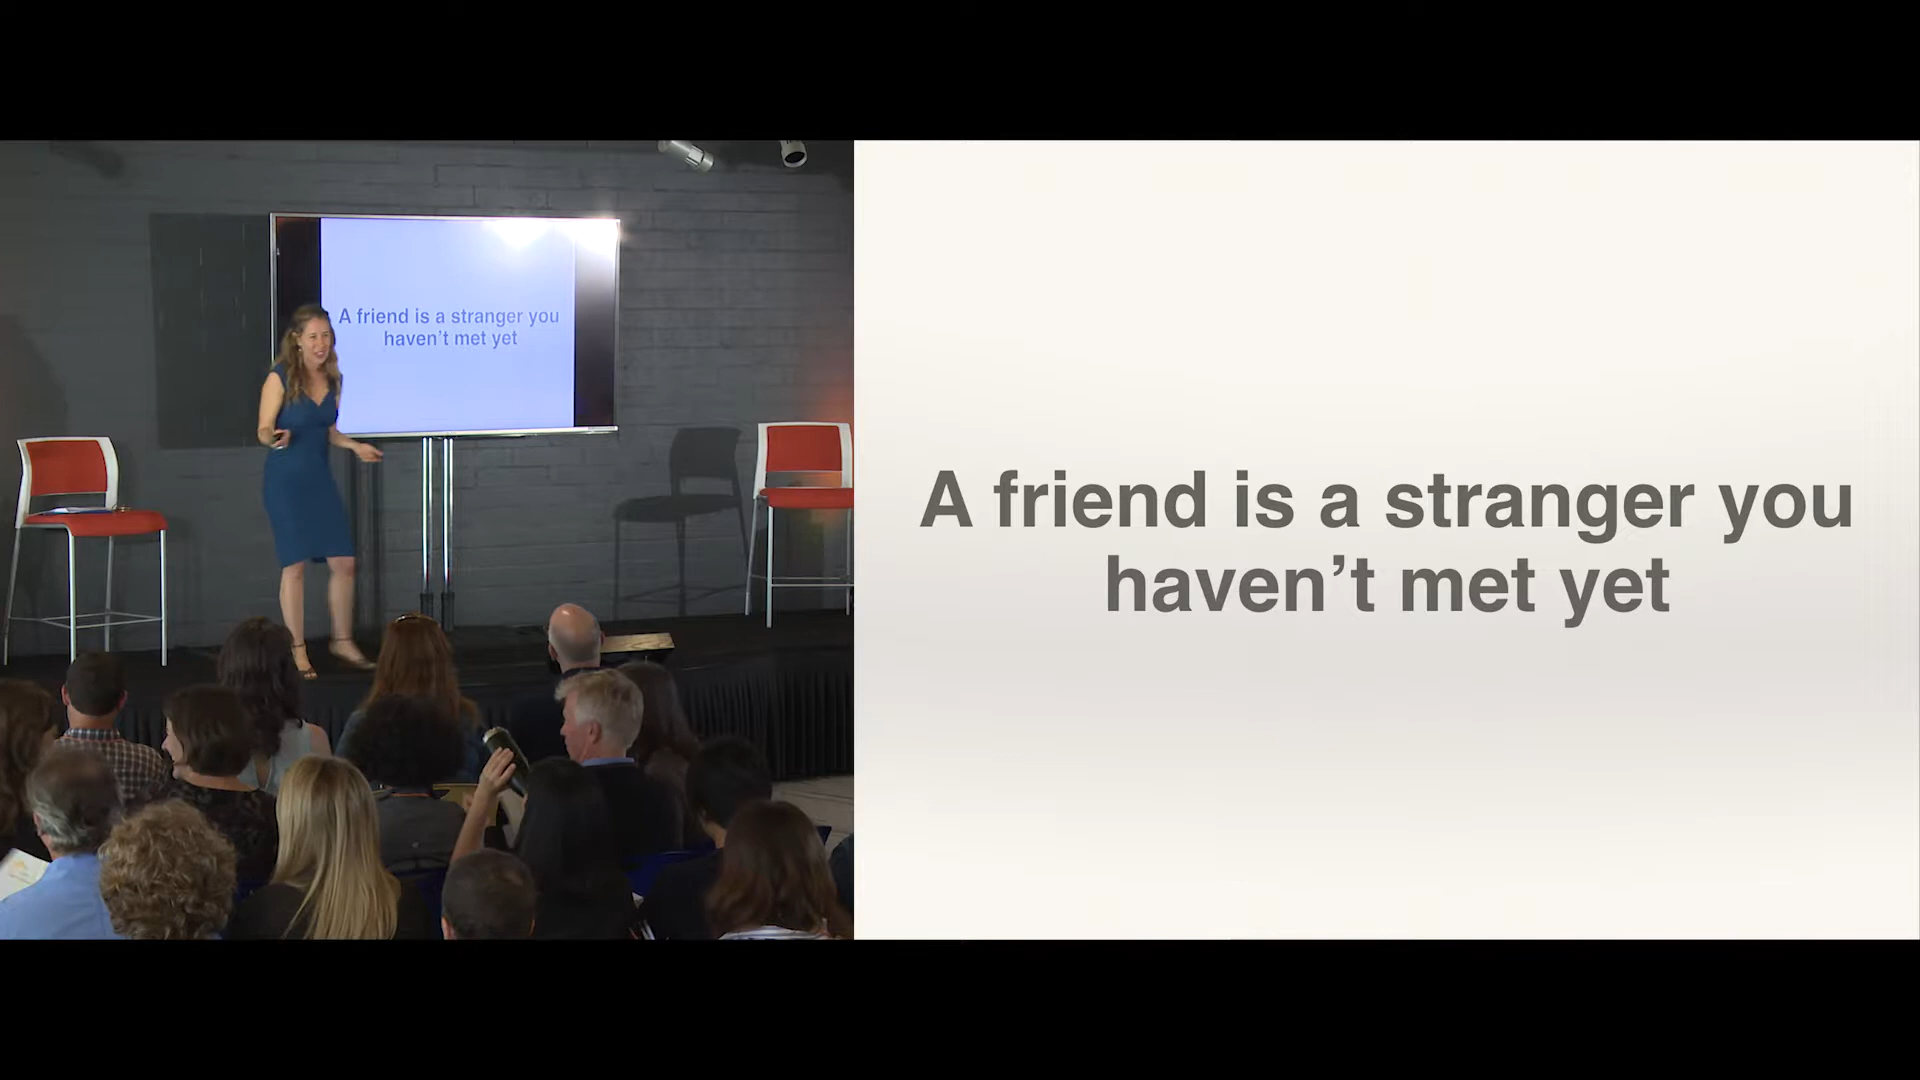 A friend is a stranger you
haven't met yet
A friend is a stranger you
haven’t met yet